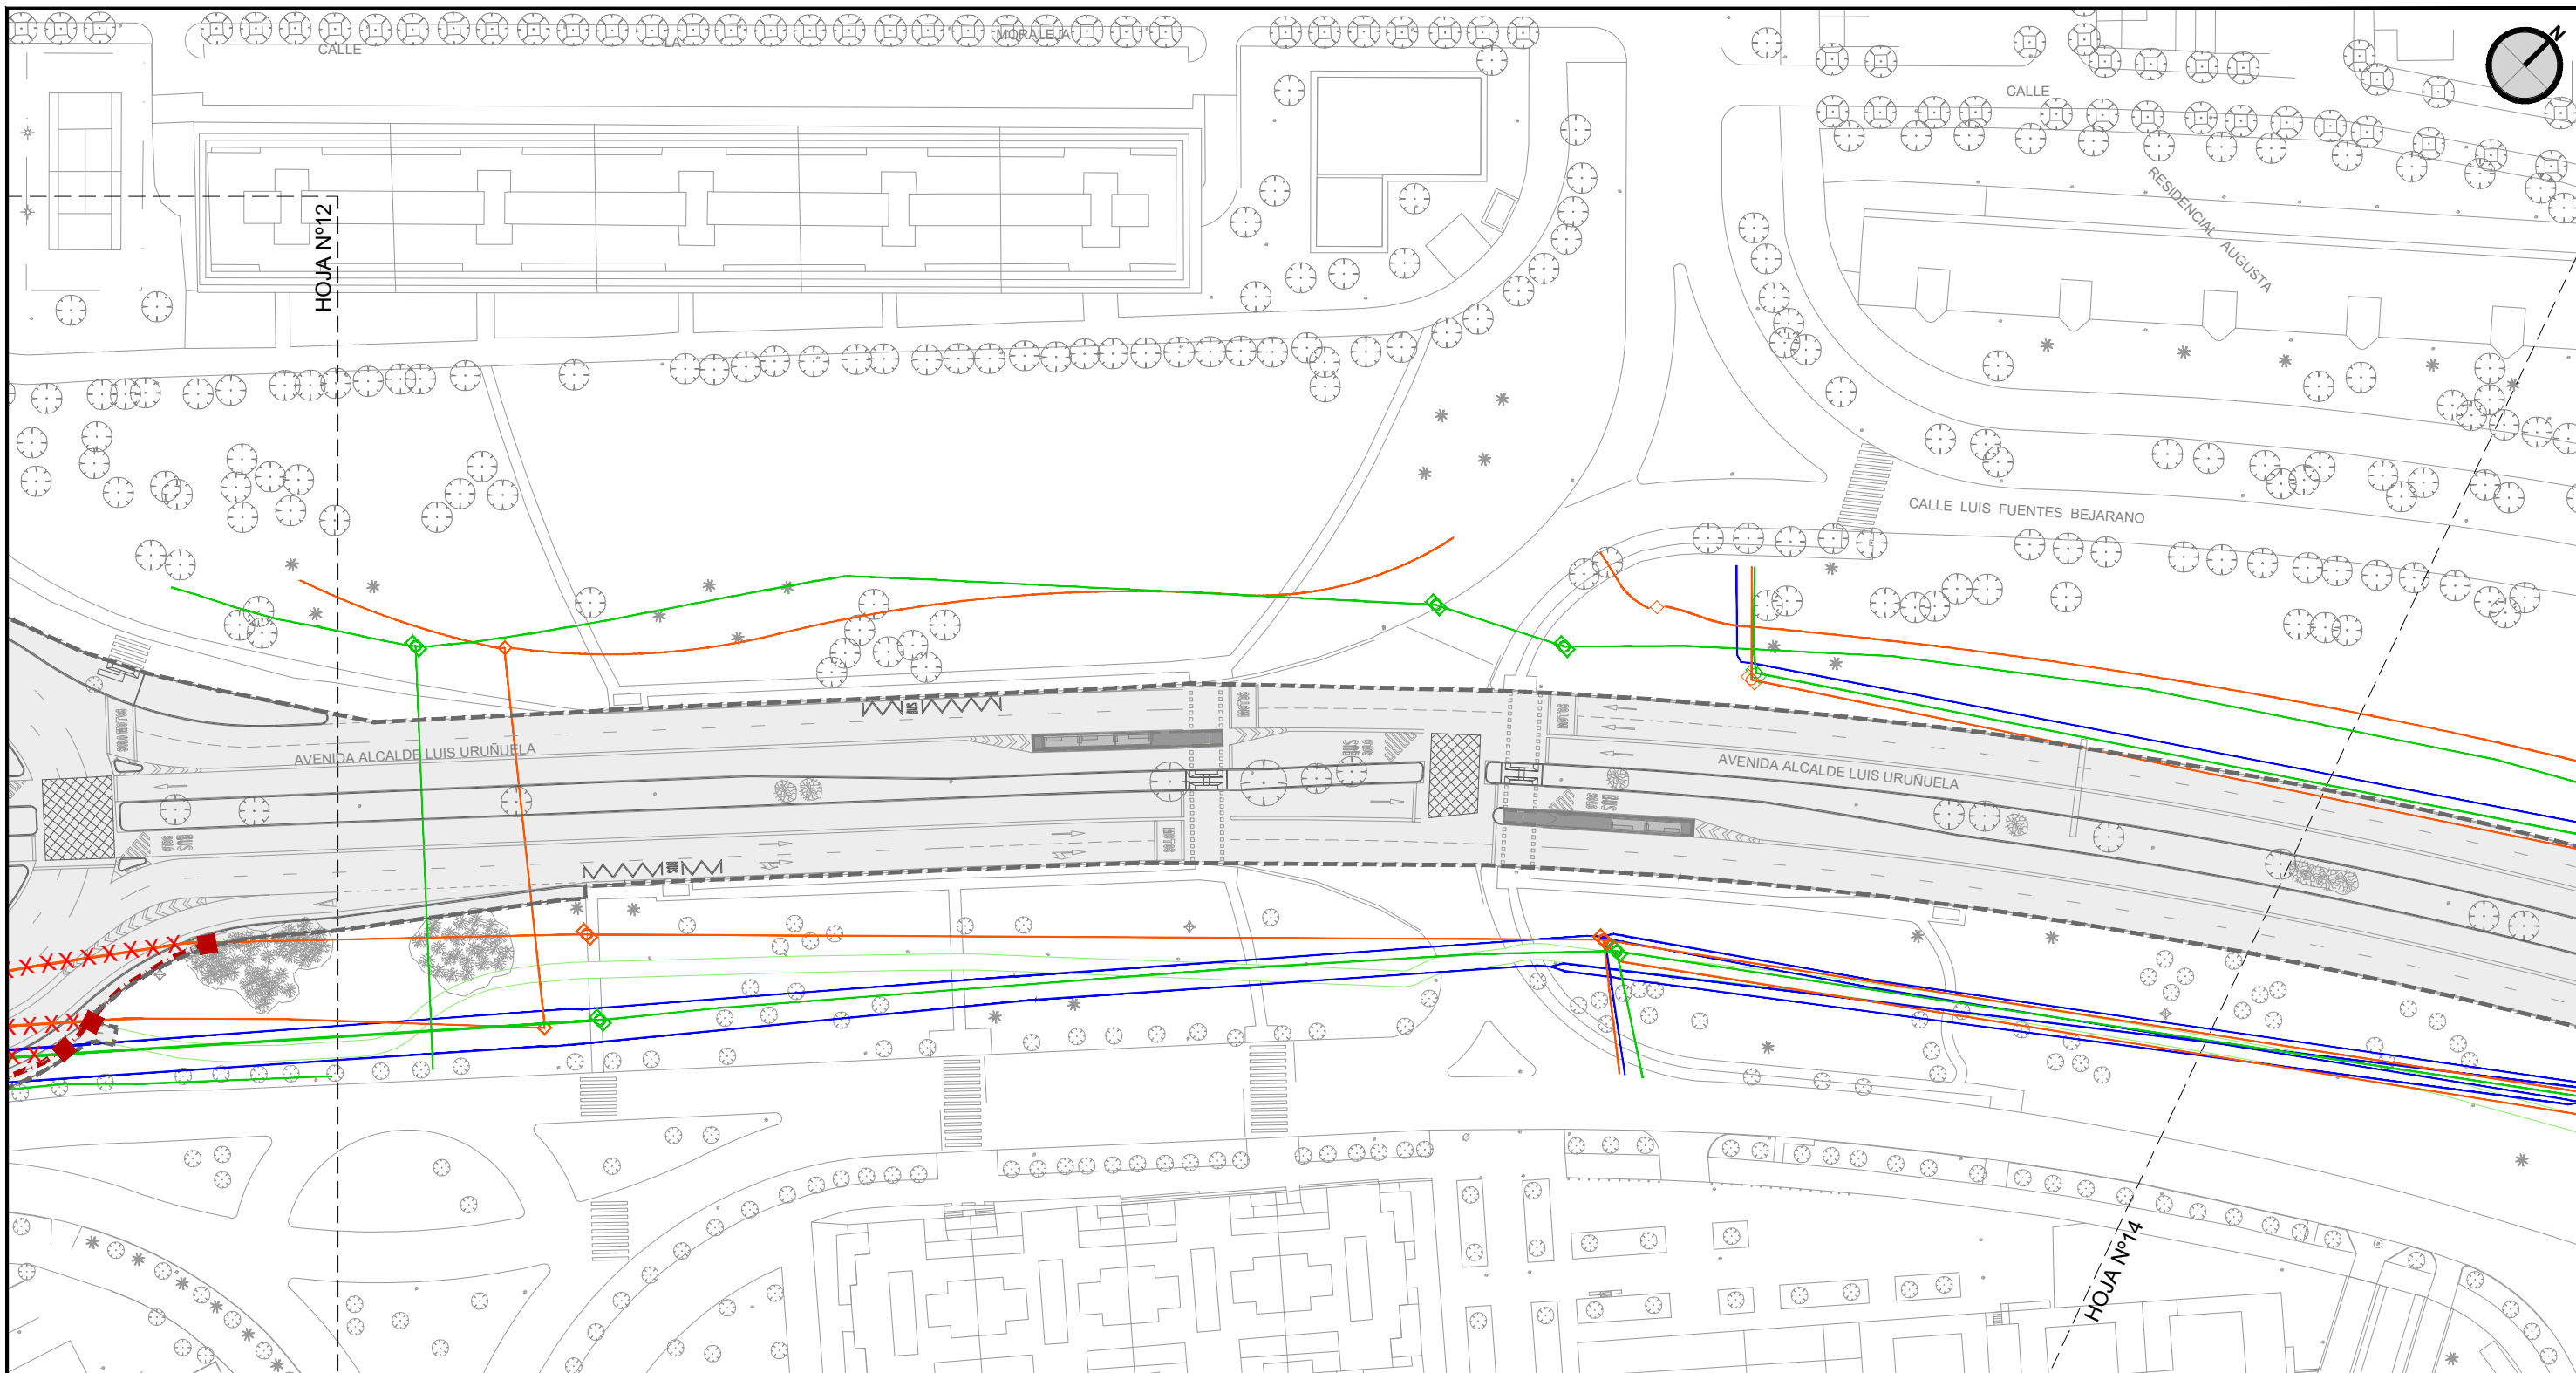 CALLE LA MORALEJA
N
CALLE
RESIDENCIAL AUGUSTA
HOJA Nº12
CALLE LUIS FUENTES BEJARANO
BUS
AVENIDA ALCALDE LUIS URUÑUELA
AVENIDA ALCALDE LUIS URUÑUELA
BUS
HOJA Nº14